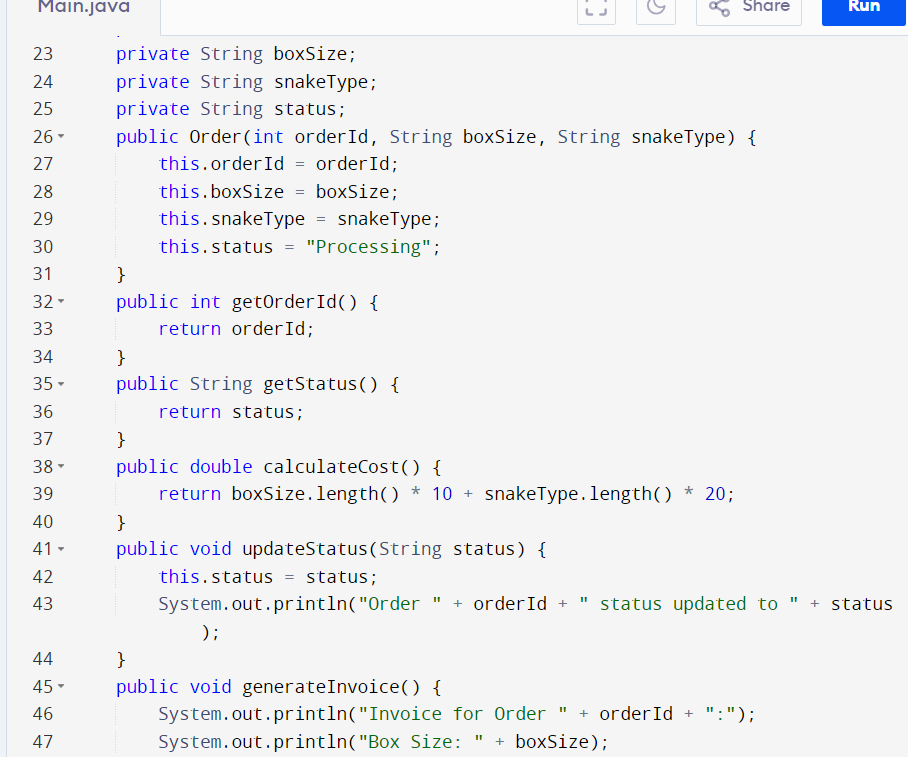 Main.java
Share
Run
23 private String boxSize;
24 private String snakeType;
25 private String status;
26 public Order(int orderId, String boxSize, String snakeType) {
27 this.orderId = orderId;
28 this.boxSize = boxSize;
29 this.snakeType = snakeType;
30 this.status = "Processing";
31 }
32 public int getOrderId() {
33 return orderId;
34 }
35 public String getStatus() {
36 return status;
37 }
38 public double calculateCost() {
39 return boxSize.length() * 10 + snakeType.length() * 20;
40 }
41 public void updateStatus(String status) {
42 this.status = status;
43 System.out.println("Order " + orderId + " status updated to " + status
);
44 }
45 public void generateInvoice() {
46 System.out.println("Invoice for Order " + orderId + ":");
47 System.out.println("Box Size: " + boxSize);